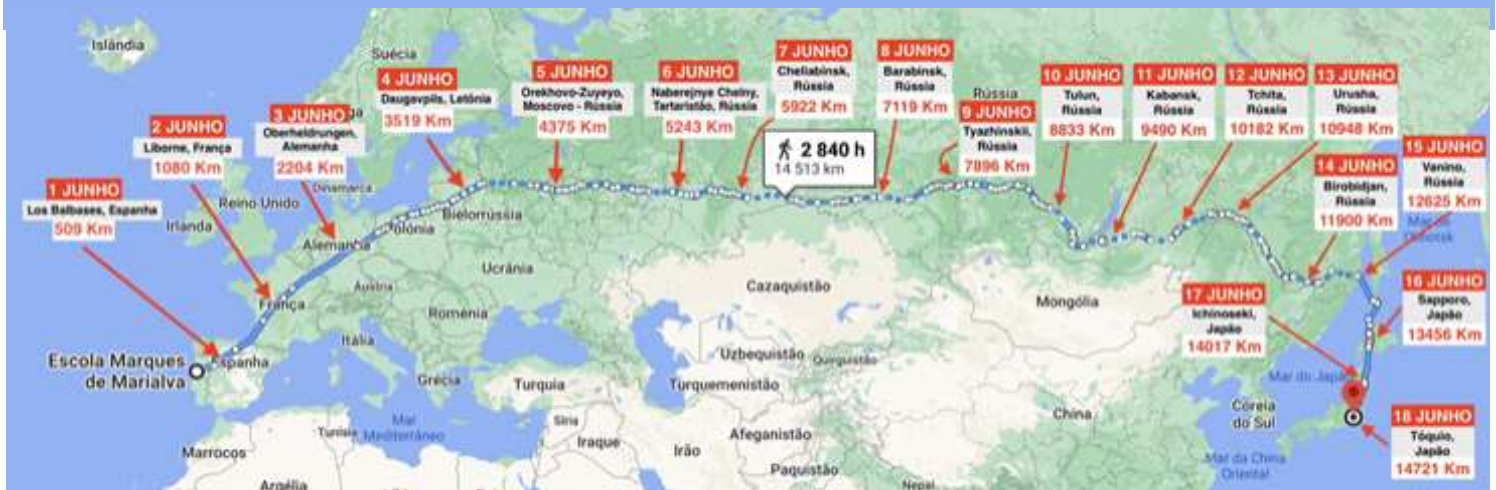 Islândia
Suécia
Reino Unido
Irlanda
Dinamarca
Alemanha
Polónia
Bielorrússia
Ucrânia
França
Áustria
Roménia
Itália
Espanha
Grécia
Turquia
Mar
Mediterrâneo
Tunísia
Marrocos
Argélia
Síria
Iraque
Irão
Cazaquistão
Uzbequistão
Quirguistão
Turquemenistão
Afeganistão
Paquistão
Nepal
Mongólia
China
Rússia
Coreia
do Sul
Mar do Japão
Mar da China
Oriental
Escola Marques
de Marialva
1 JUNHO
Los Balbases, Espanha
509 Km
2 JUNHO
Liborne, França
1080 Km
3 JUNHO
Oberheldrungen,
Alemanha
2204 Km
4 JUNHO
Daugavpils, Letónia
3519 Km
5 JUNHO
Orekhovo-Zuyeyo,
Moscovo - Rússia
4375 Km
6 JUNHO
Naberejnye Chelny,
Tartaristão, Rússia
5243 Km
7 JUNHO
Cheliabinsk,
Rússia
5922 Km
2 840 h
14 513 km
8 JUNHO
Barabinsk,
Rússia
7119 Km
9 JUNHO
Tyazhinskii,
Rússia
7896 Km
10 JUNHO
Tulun,
Rússia
8833 Km
11 JUNHO
Kabansk,
Rússia
9490 Km
12 JUNHO
Tchita,
Rússia
10182 Km
13 JUNHO
Urusha,
Rússia
10948 Km
14 JUNHO
Birobidjan,
Rússia
11900 Km
15 JUNHO
Vanino,
Rússia
12625 Km
16 JUNHO
Sapporo,
Japão
13456 Km
17 JUNHO
Ichinoseki,
Japão
14017 Km
18 JUNHO
Tóquio,
Japão
14721 Km